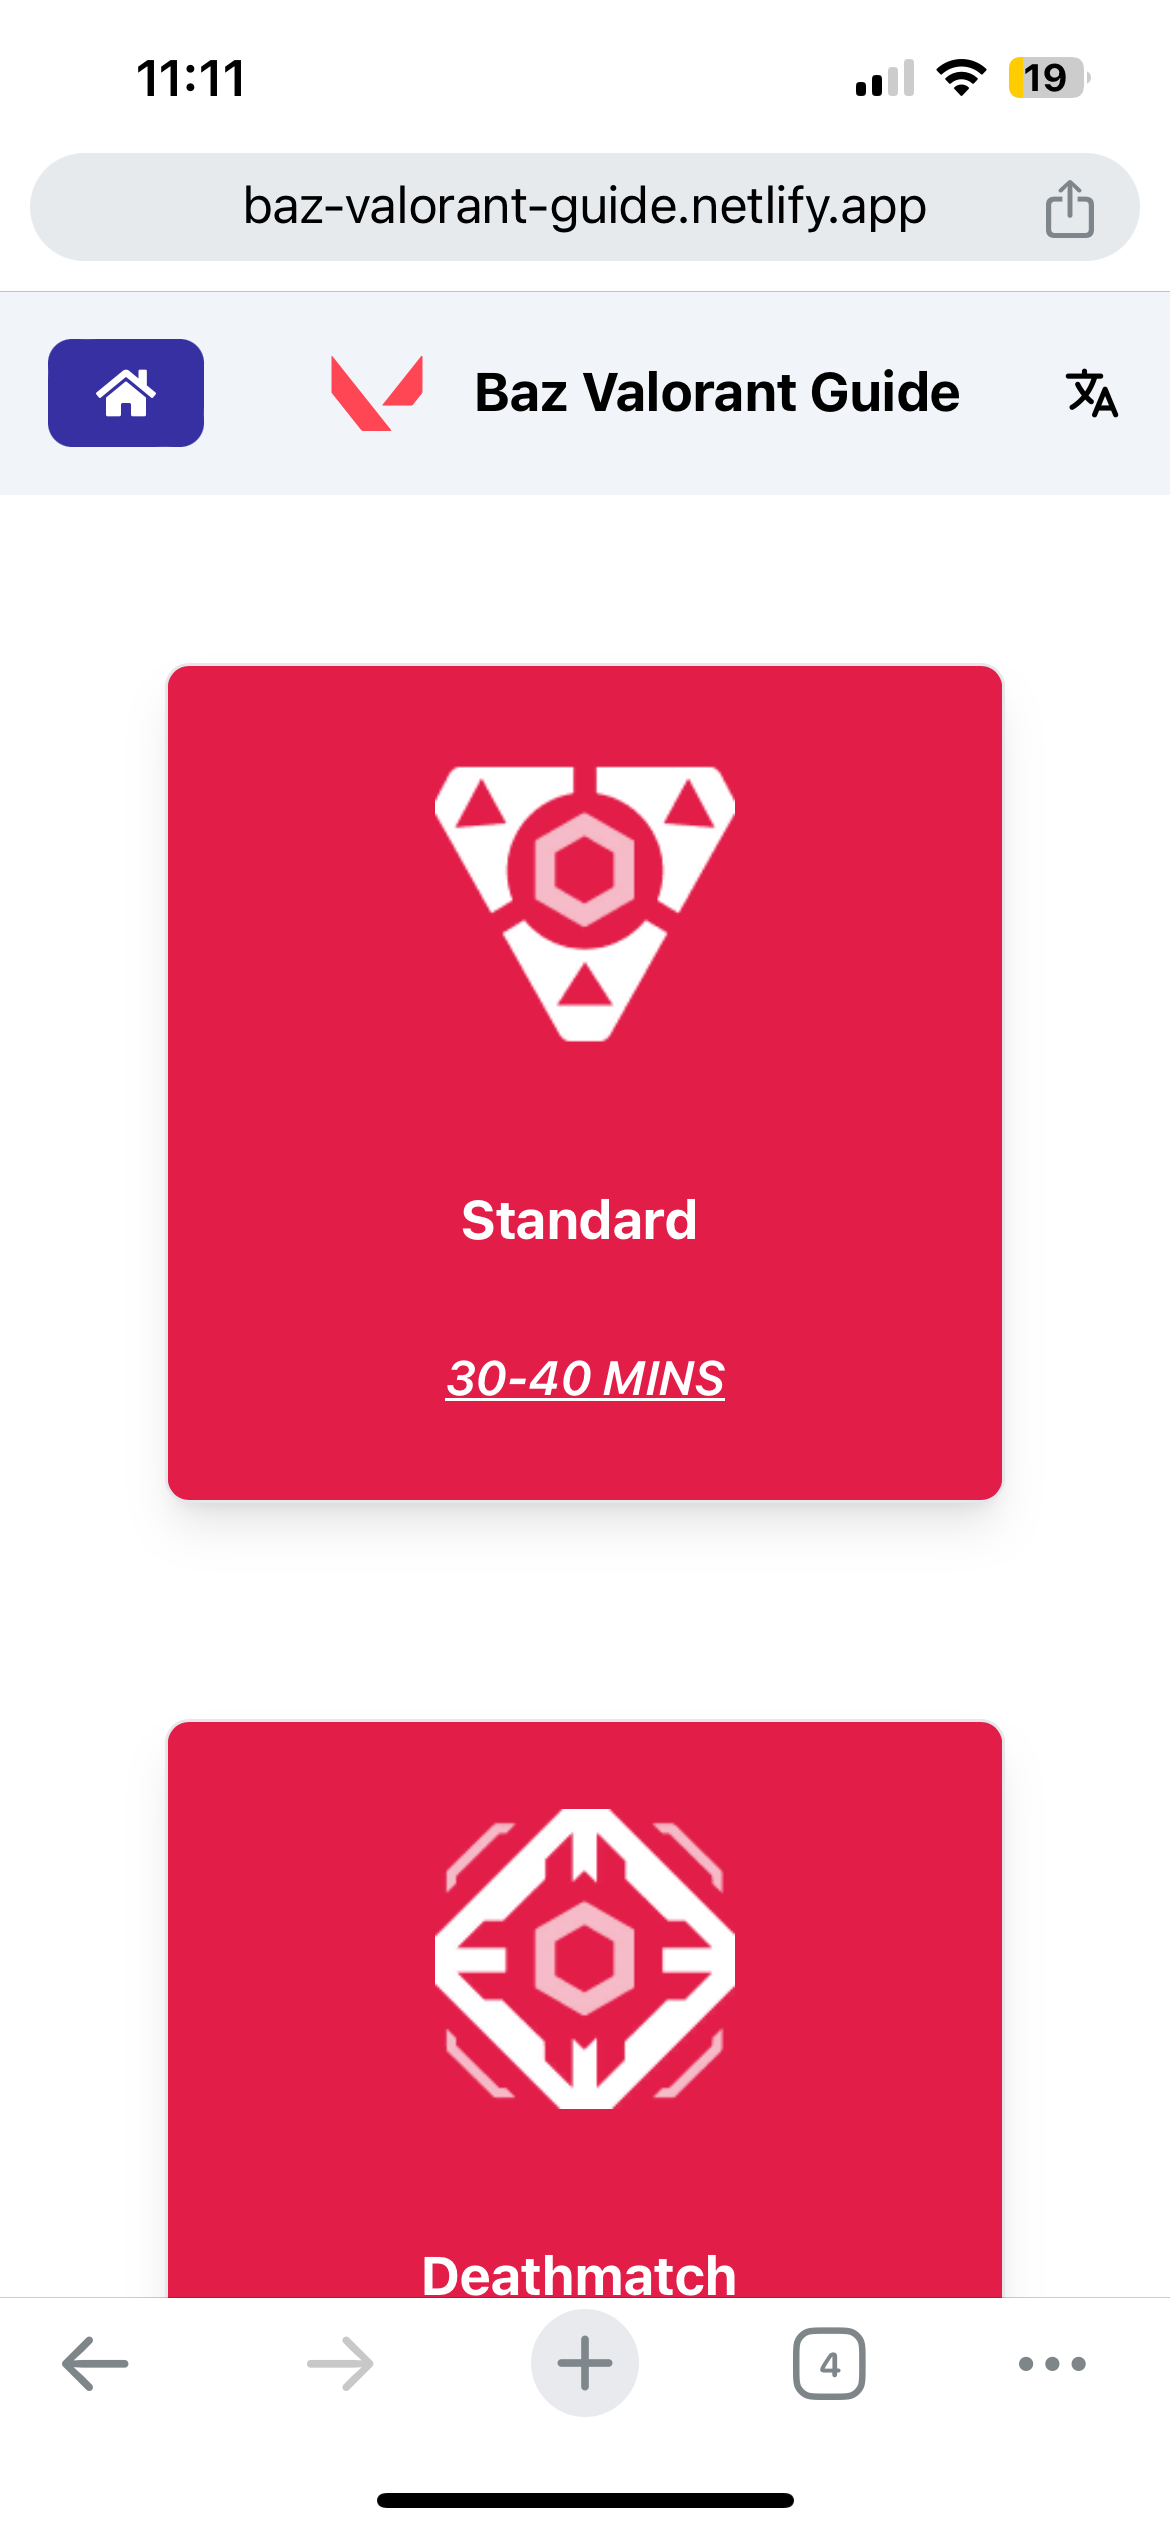 11:11
19
baz-valorant-guide.netlify.app
Baz Valorant Guide
Standard
30-40 MINS
Deathmatch
4